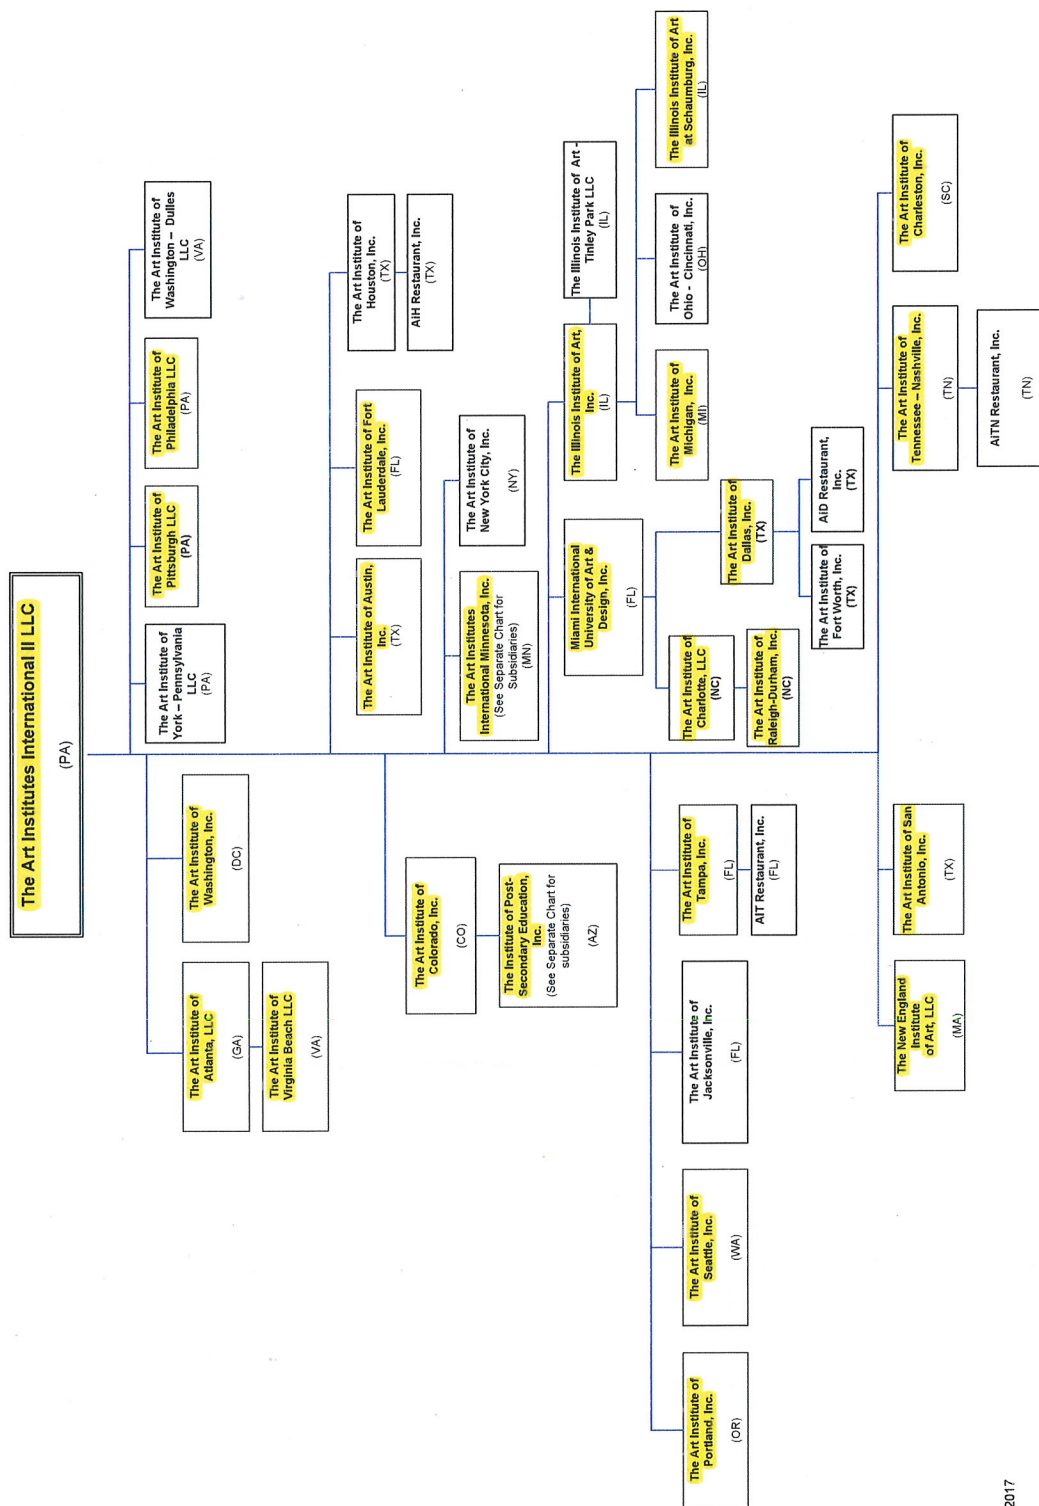 The Art Institutes International II LLC
(PA)
The Art Institute of
Atlanta, LLC
(GA)
The Art Institute of
Virginia Beach LLC
(VA)
The Art Institute of
Washington, Inc.
(DC)
The Art Institute of
York – Pennsylvania
LLC
(PA)
The Art Institute of
Pittsburgh LLC
(PA)
The Art Institute of
Philadelphia LLC
(PA)
The Art Institute of
Washington – Dulles
LLC
(VA)
The Art Institute of Austin,
Inc.
(TX)
The Art Institute of Fort
Lauderdale, Inc.
(FL)
The Art Institute of
Houston, Inc.
(TX)
AiH Restaurant, Inc.
(TX)
The Art Institute of
Colorado, Inc.
(CO)
The Institute of Post-
Secondary Education,
Inc.
(See Separate Chart for
subsidiaries)
(AZ)
The Art Institutes
International Minnesota, Inc.
(See Separate Chart for
Subsidiaries)
(MN)
The Art Institute of
New York City, Inc.
(NY)
Miami International
University of Art &
Design, Inc.
(FL)
The Illinois Institute of Art,
Inc.
(IL)
The Illinois Institute of Art -
Tinley Park LLC
(IL)
The Art Institute of
Michigan, Inc.
(MI)
The Art Institute of
Ohio - Cincinnati, Inc.
(OH)
The Illinois Institute of Art
at Schaumburg, Inc.
(IL)
The Art Institute of
Charlotte, LLC
(NC)
The Art Institute of
Raleigh-Durham, Inc.
(NC)
The Art Institute of
Dallas, Inc.
(TX)
The Art Institute of
Fort Worth, Inc.
(TX)
AiD Restaurant,
Inc.
(TX)
The Art Institute of
Portland, Inc.
(OR)
The Art Institute of
Seattle, Inc.
(WA)
The Art Institute of
Jacksonville, Inc.
(FL)
The Art Institute of
Tampa, Inc.
(FL)
AIT Restaurant, Inc.
(FL)
The New England
Institute
of Art, LLC
(MA)
The Art Institute of San
Antonio, Inc.
(TX)
The Art Institute of
Tennessee – Nashville, Inc.
(TN)
AiTN Restaurant, Inc.
(TN)
The Art Institute of
Charleston, Inc.
(SC)
2017